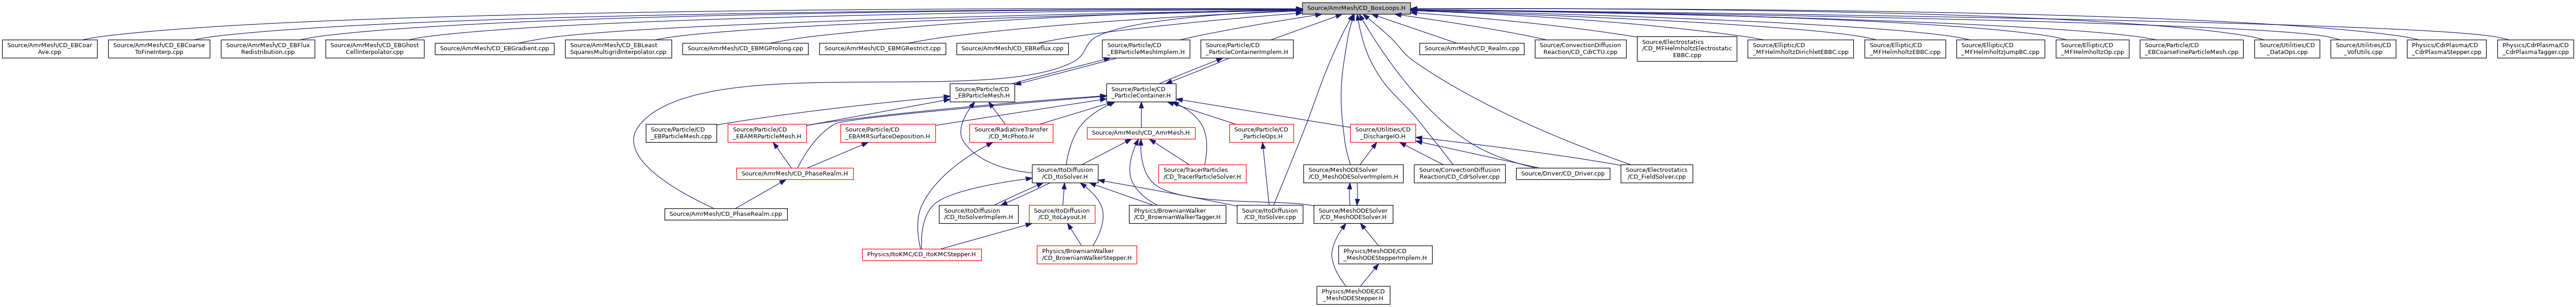 Source/AmrMesh/CD_BoxLoops.H
Source/AmrMesh/CD_EBCoar
Ave.cpp
Source/AmrMesh/CD_EBCoarse
ToFineInterp.cpp
Source/AmrMesh/CD_EBFlux
Redistribution.cpp
Source/AmrMesh/CD_EBGhost
CellInterpolator.cpp
Source/AmrMesh/CD_EBGradient.cpp
Source/AmrMesh/CD_EBLeast
SquaresMultigridInterpolator.cpp
Source/AmrMesh/CD_EBMGProlong.cpp
Source/AmrMesh/CD_EBMGRestrict.cpp
Source/AmrMesh/CD_EBReflux.cpp
Source/Particle/CD
_EBParticleMeshImplem.H
Source/Particle/CD
_ParticleContainerImplem.H
Source/AmrMesh/CD_Realm.cpp
Source/ConvectionDiffusion
Reaction/CD_CdrCTU.cpp
Source/Electrostatics
/CD_MFHelmholtzElectrostatic
EBBC.cpp
Source/Elliptic/CD
_MFHelmholtzDirichletEBBC.cpp
Source/Elliptic/CD
_MFHelmholtzEBBC.cpp
Source/Elliptic/CD
_MFHelmholtzJumpBC.cpp
Source/Elliptic/CD
_MFHelmholtzOp.cpp
Source/Particle/CD
_EBCoarseFineParticleMesh.cpp
Source/Utilities/CD
_DataOps.cpp
Source/Utilities/CD
_VofUtils.cpp
Physics/CdrPlasma/CD
_CdrPlasmaStepper.cpp
Physics/CdrPlasma/CD
_CdrPlasmaTagger.cpp
Source/Particle/CD
_EBParticleMesh.H
Source/Particle/CD
_ParticleContainer.H
Source/Particle/CD
_EBParticleMesh.cpp
Source/Particle/CD
_EBAMRParticleMesh.H
Source/Particle/CD
_EBAMRSurfaceDeposition.H
Source/RadiativeTransfer
/CD_McPhoto.H
Source/AmrMesh/CD_AmrMesh.H
Source/Particle/CD
_ParticleOps.H
Source/Utilities/CD
_DischargeIO.H
Source/AmrMesh/CD_PhaseRealm.H
Source/ItoDiffusion
/CD_ItoSolver.H
Source/TracerParticles
/CD_TracerParticleSolver.H
Source/MeshODESolver
/CD_MeshODESolverImplem.H
Source/ConvectionDiffusion
Reaction/CD_CdrSolver.cpp
Source/Driver/CD_Driver.cpp
Source/Electrostatics
/CD_FieldSolver.cpp
Source/AmrMesh/CD_PhaseRealm.cpp
Source/ItoDiffusion
/CD_ItoSolverImplem.H
Source/ItoDiffusion
/CD_ItoLayout.H
Physics/BrownianWalker
/CD_BrownianWalkerTagger.H
Source/ItoDiffusion
/CD_ItoSolver.cpp
Source/MeshODESolver
/CD_MeshODESolver.H
Physics/ItoKMC/CD_ItoKMCStepper.H
Physics/BrownianWalker
/CD_BrownianWalkerStepper.H
Physics/MeshODE/CD
_MeshODEStepperImplem.H
Physics/MeshODE/CD
_MeshODEStepper.H